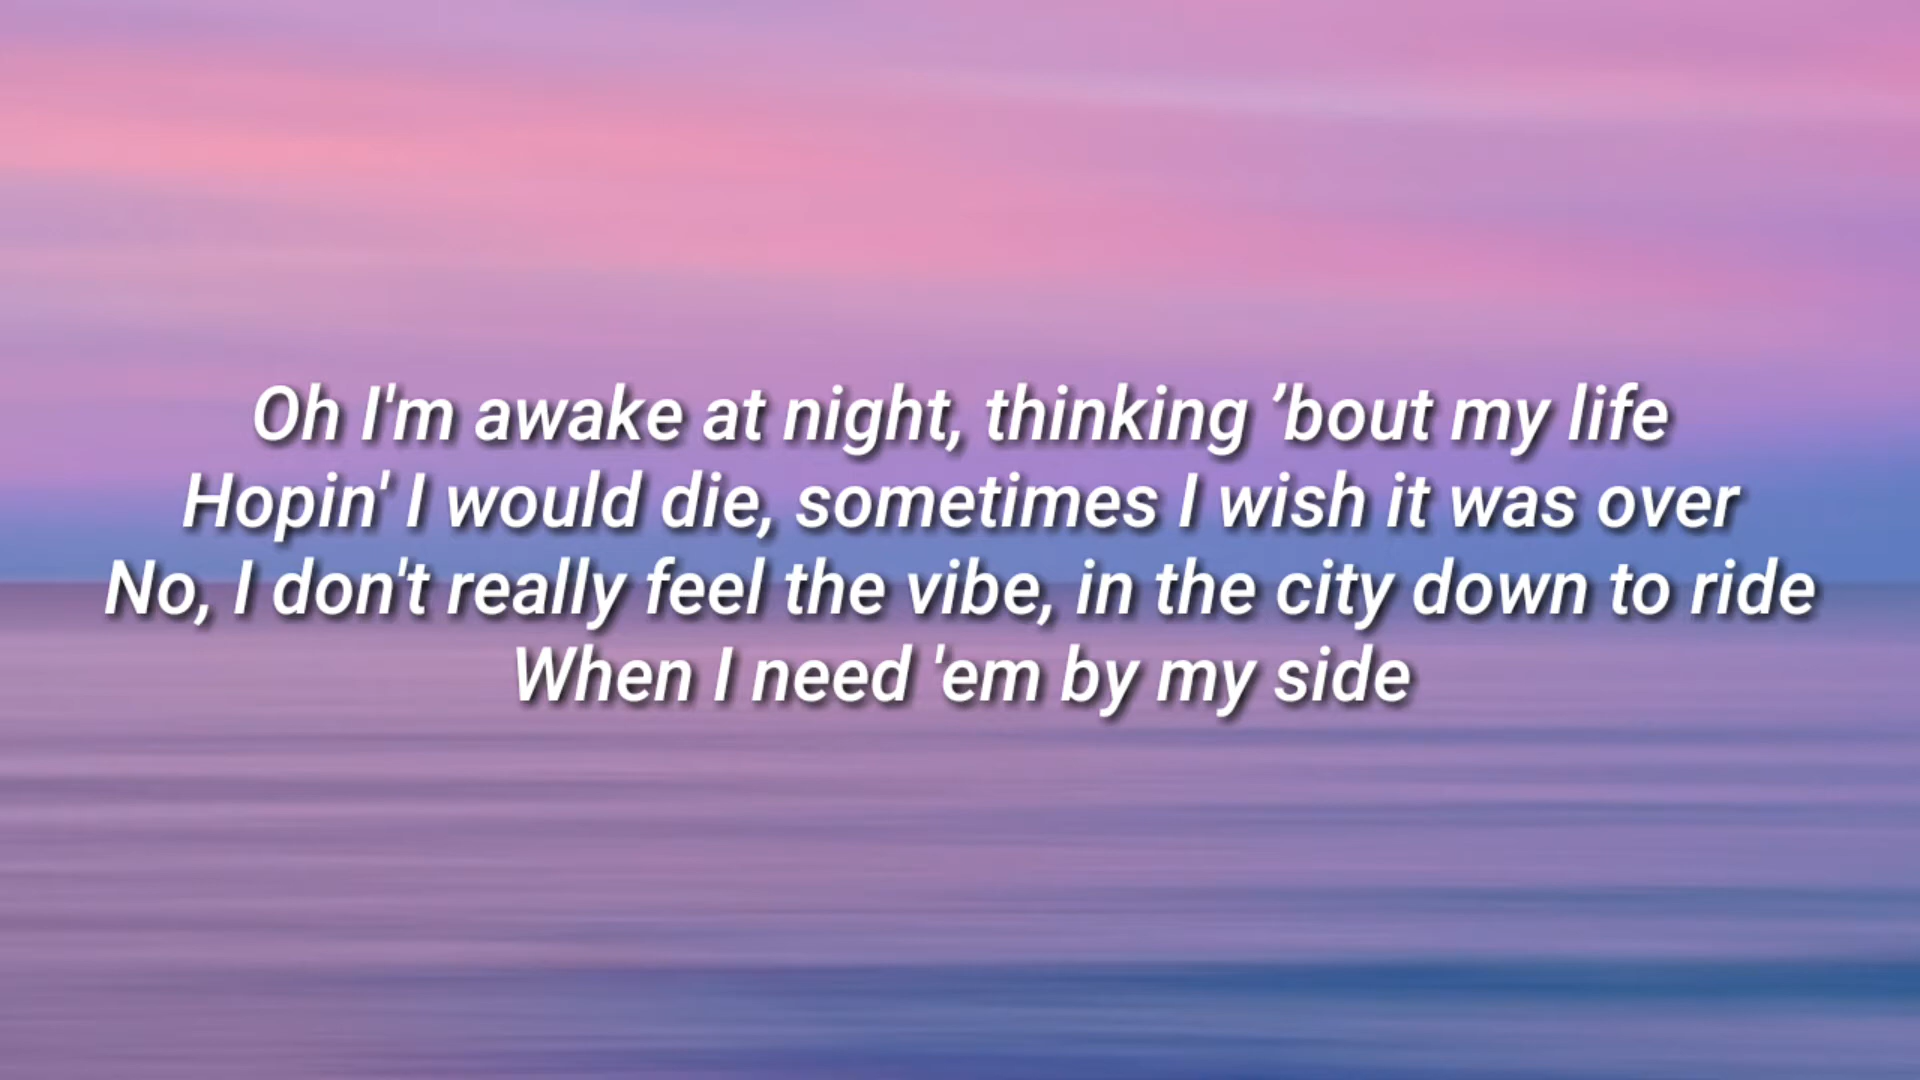 Oh I'm awake at night, thinking ’bout my life
Hopin' I would die, sometimes I wish it was over
No, I don't really feel the vibe, in the city down to ride
When I need 'em by my side